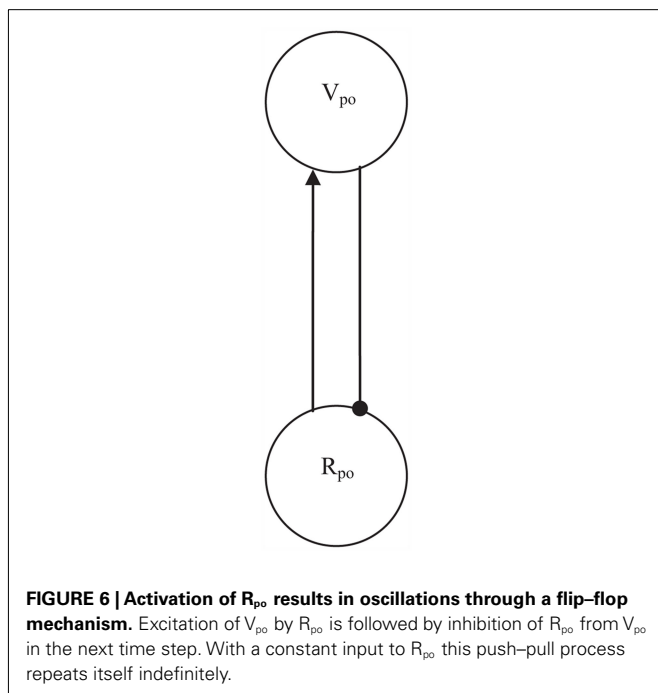 V_po
R_po
FIGURE 6 | Activation of R_po results in oscillations through a flip–flop
mechanism. Excitation of V_po by R_po is followed by inhibition of R_po from V_po
in the next time step. With a constant input to R_po this push–pull process
repeats itself indefinitely.